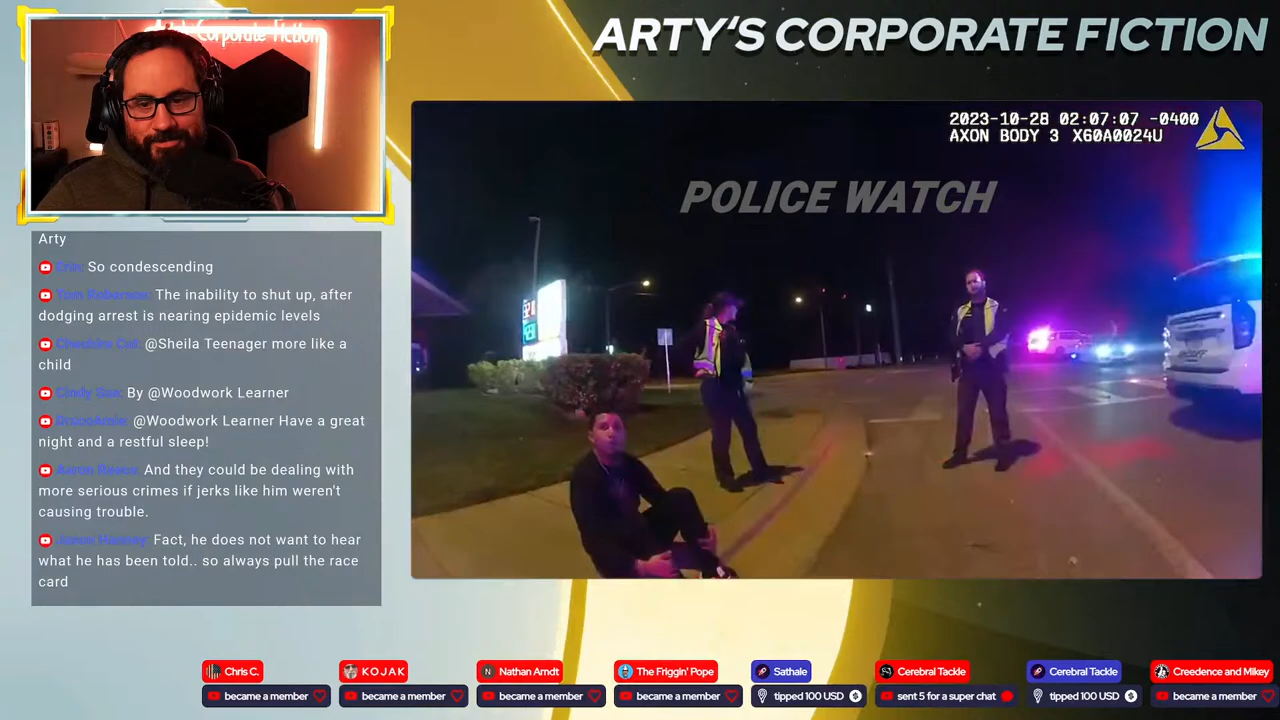 Arty's Corporate Fiction
ARTY'S CORPORATE FICTION
2023-10-28 02:07:07 -0400
AXON BODY 3 X60A0024U
POLICE WATCH
Arty
So condescending
The inability to shut up, after
dodging arrest is nearing epidemic levels
@Sheila Teenager more like a
child
By @Woodwork Learner
@Woodwork Learner Have a great
night and a restful sleep!
And they could be dealing with
more serious crimes if jerks like him weren't
causing trouble.
Fact, he does not want to hear
what he has been told.. so always pull the race
card
Chris C.
became a member
K O J A K
became a member
Nathan Arndt
became a member
The Friggin' Pope
became a member
Sathale
tipped 100 USD
Cerebral Tackle
sent 5 for a super chat
Cerebral Tackle
tipped 100 USD
Creedence and Mikey
became a member